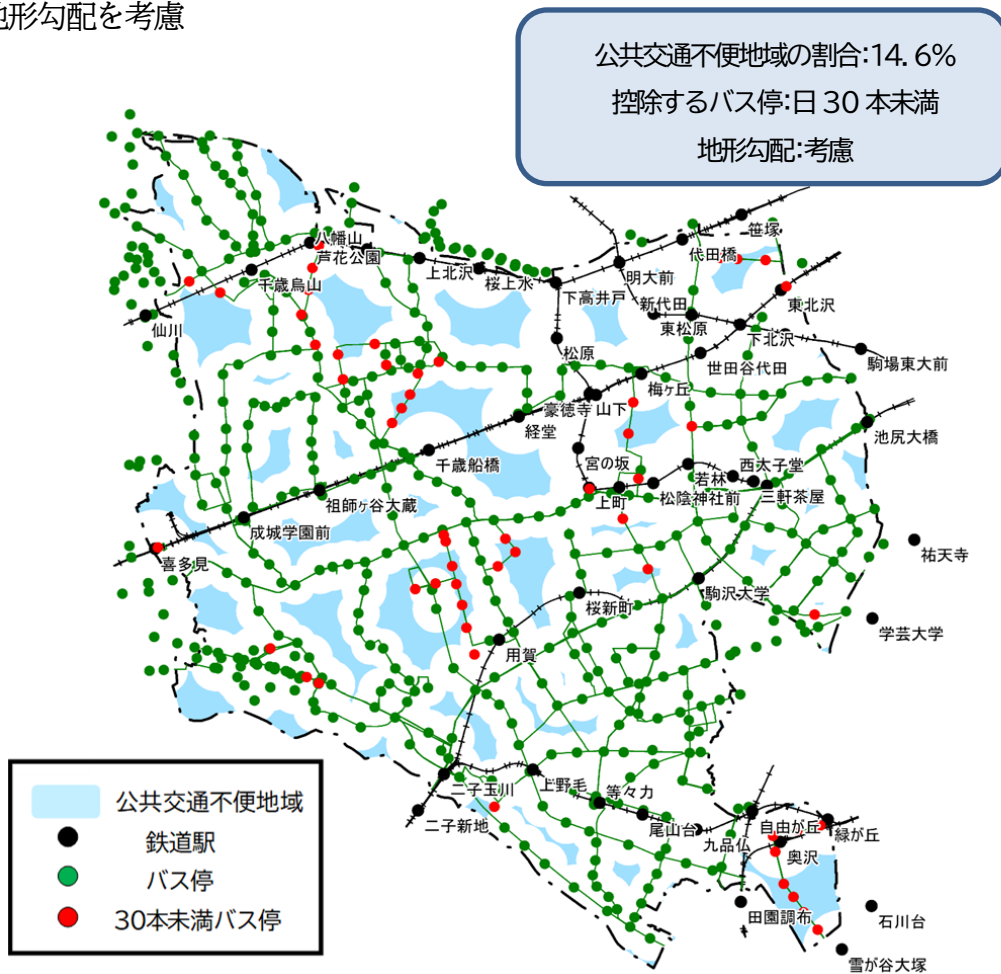 地形勾配を考慮
公共交通不便地域の割合:14.6%
控除するバス停:日30本未満
地形勾配:考慮
笹塚
八幡山
代田橋
芦花公園
上北沢
明大前
千歳烏山
桜上水
下高井戸
新代田
東北沢
仙川
東松原
下北沢
松原
世田谷代田
駒場東大前
梅ヶ丘
豪徳寺
山下
経堂
池尻大橋
千歳船橋
宮の坂
西太子堂
若林
祖師ヶ谷大蔵
上町
松陰神社前
三軒茶屋
成城学園前
喜多見
祐天寺
駒沢大学
桜新町
学芸大学
用賀
二子玉川
上野毛
等々力
二子新地
尾山台
自由が丘
緑が丘
九品仏
奥沢
田園調布
石川台
雪が谷大塚
公共交通不便地域
鉄道駅
バス停
30本未満バス停